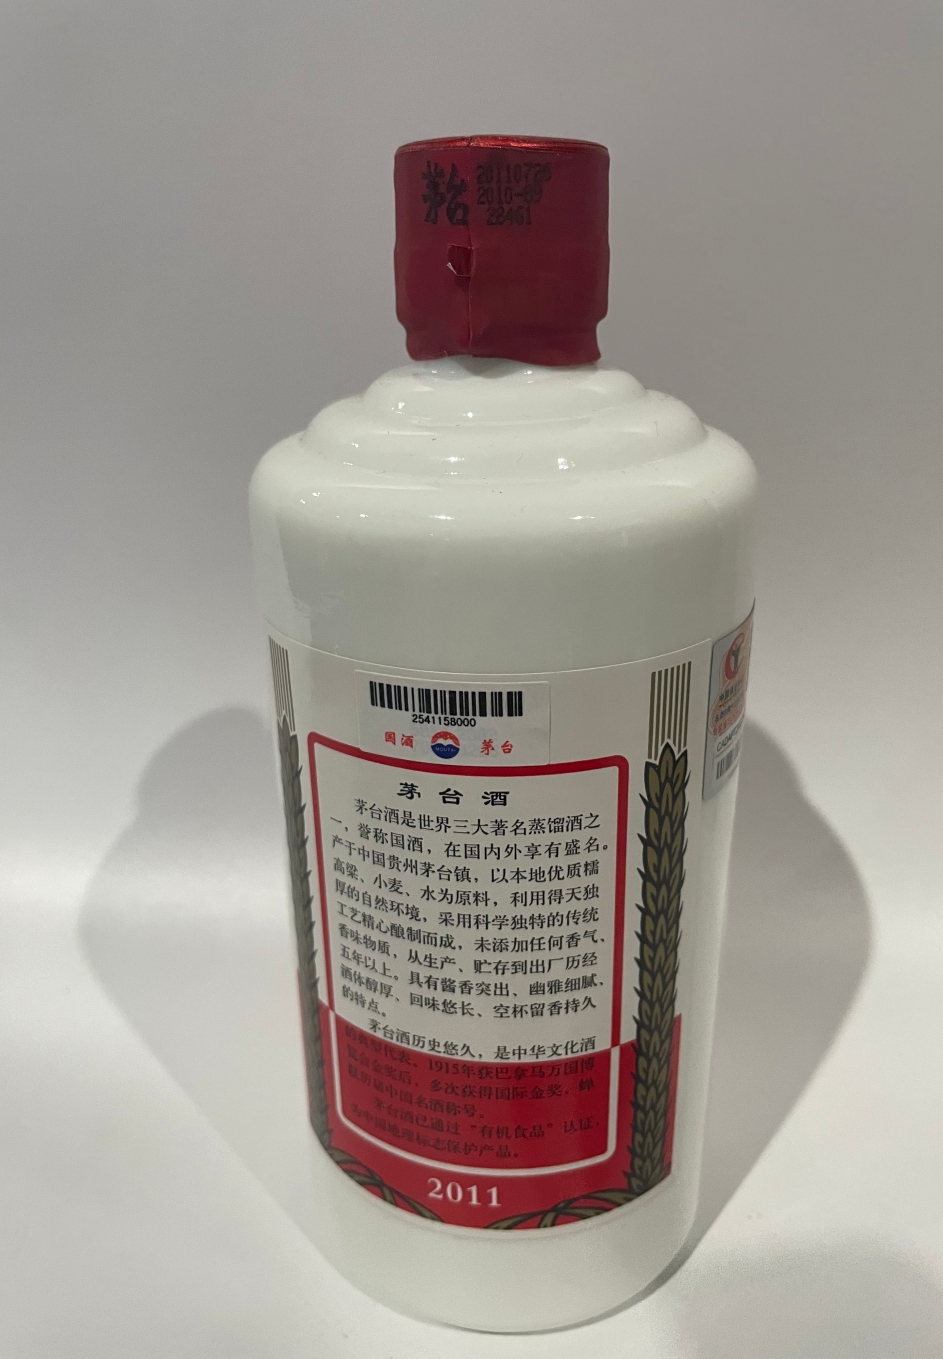 茅台
20110726
2010-89
28461
2541158000
国酒
MOUTAI
茅台
茅台酒
茅台酒是世界三大著名蒸馏酒之
一，誉称国酒，在国内外享有盛名。
产于中国贵州茅台镇，以本地优质糯
高粱、小麦、水为原料，利用得天独
厚的自然环境，采用科学独特的传统
工艺精心酿制而成，未添加任何香气、
香味物质，从生产、贮存到出厂历经
五年以上。具有酱香突出、幽雅细腻、
酒体醇厚、回味悠长、空杯留香持久
的特点。
茅台酒历史悠久，是中华文化酒
的典型代表。1915年获巴拿马万国博
览会金奖后，多次获得国际金奖，蝉
联历届中国名酒称号。
茅台酒已通过“有机食品”认证，
为中国地理标志保护产品。
2011